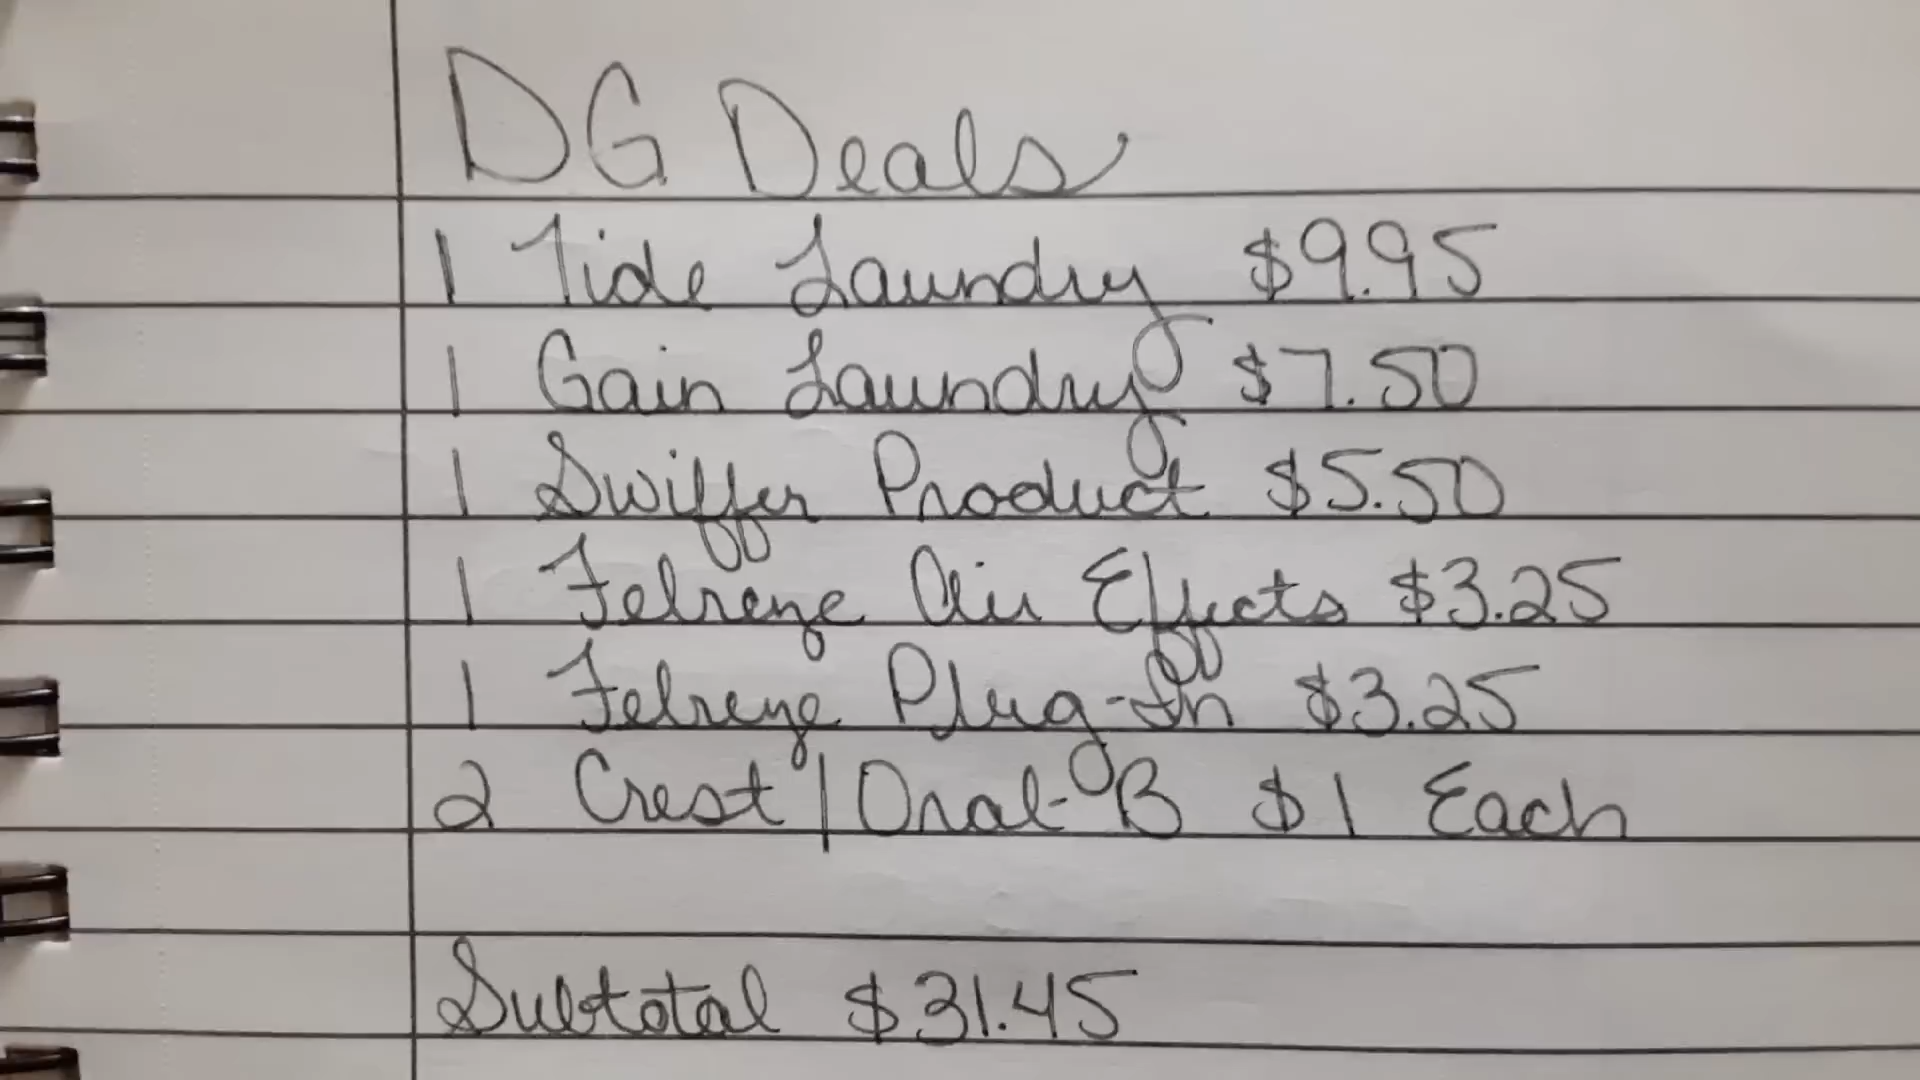 DG Deals
1 Tide Laundry $9.95
1 Gain Laundry $7.50
1 Swiffer Product $5.50
1 Febreze Air Effects $3.25
1 Febreze Plug-In $3.25
2 Crest/Oral-B $1 Each
Subtotal $31.45